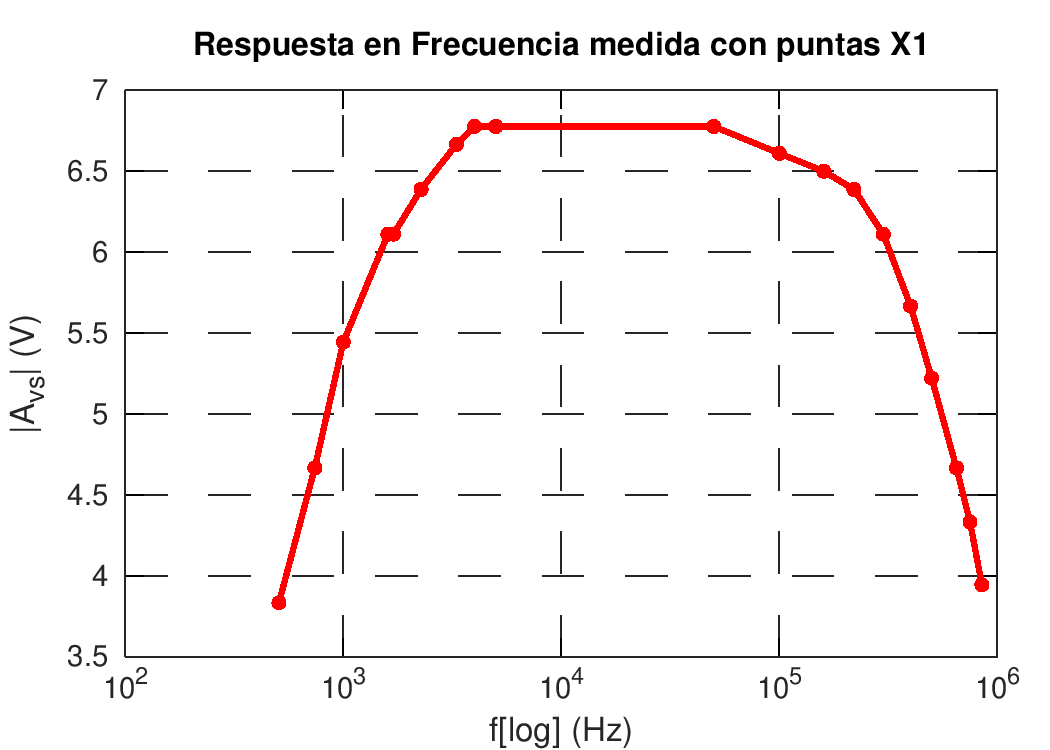 Respuesta en Frecuencia medida con puntas X1
7
6.5
6
5.5
5
4.5
4
3.5
|A_vs| (V)
10^2 10^3 10^4 10^5 10^6
f[log] (Hz)